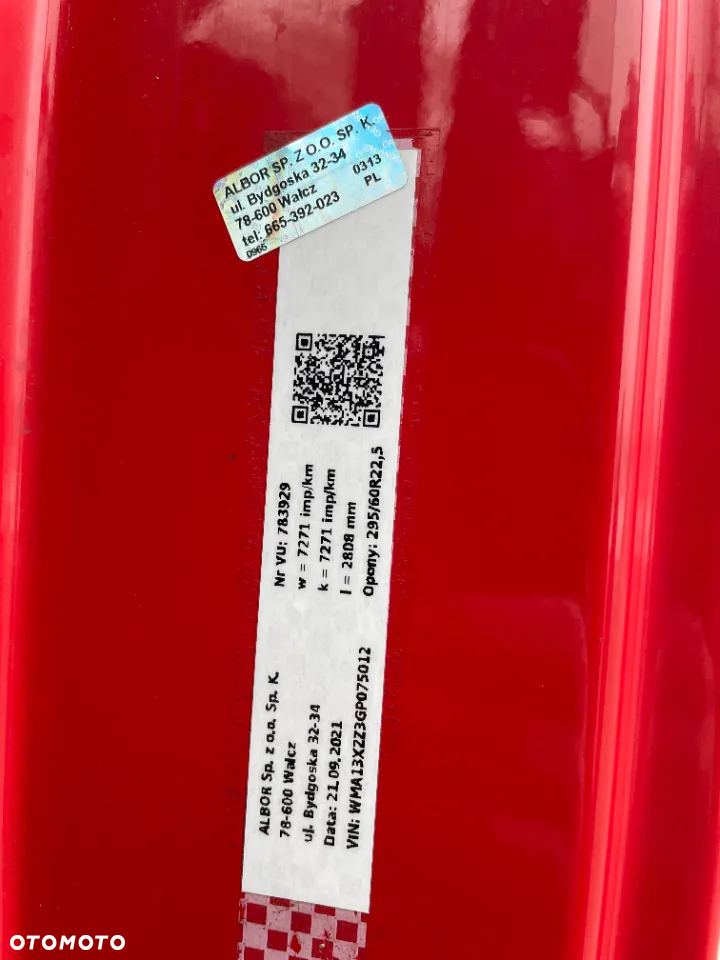 ALBOR SP. Z O.O. SP. K.
ul. Bydgoska 32-34
78-600 Wałcz
tel: 665-392-023
0313
PL
0965
ALBOR Sp. z o.o. Sp. K.
78-600 Wałcz
ul. Bydgoska 32-34
Data: 21.09.2021
VIN: WMA13XZZ3GP075012
Nr VU: 783929
w = 7271 imp/km
k = 7271 imp/km
l = 2808 mm
Opony: 295/60R22,5
OTOMOTO